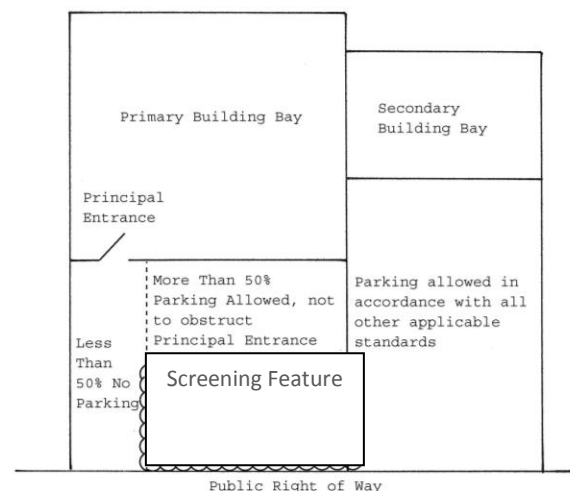 Primary Building Bay
Secondary
Building Bay
Principal
Entrance
More Than 50%
Parking Allowed, not
to obstruct
Principal Entrance
Parking allowed in
accordance with all
other applicable
standards
Less
Than
50% No
Parking
Screening Feature
Public Right of Way